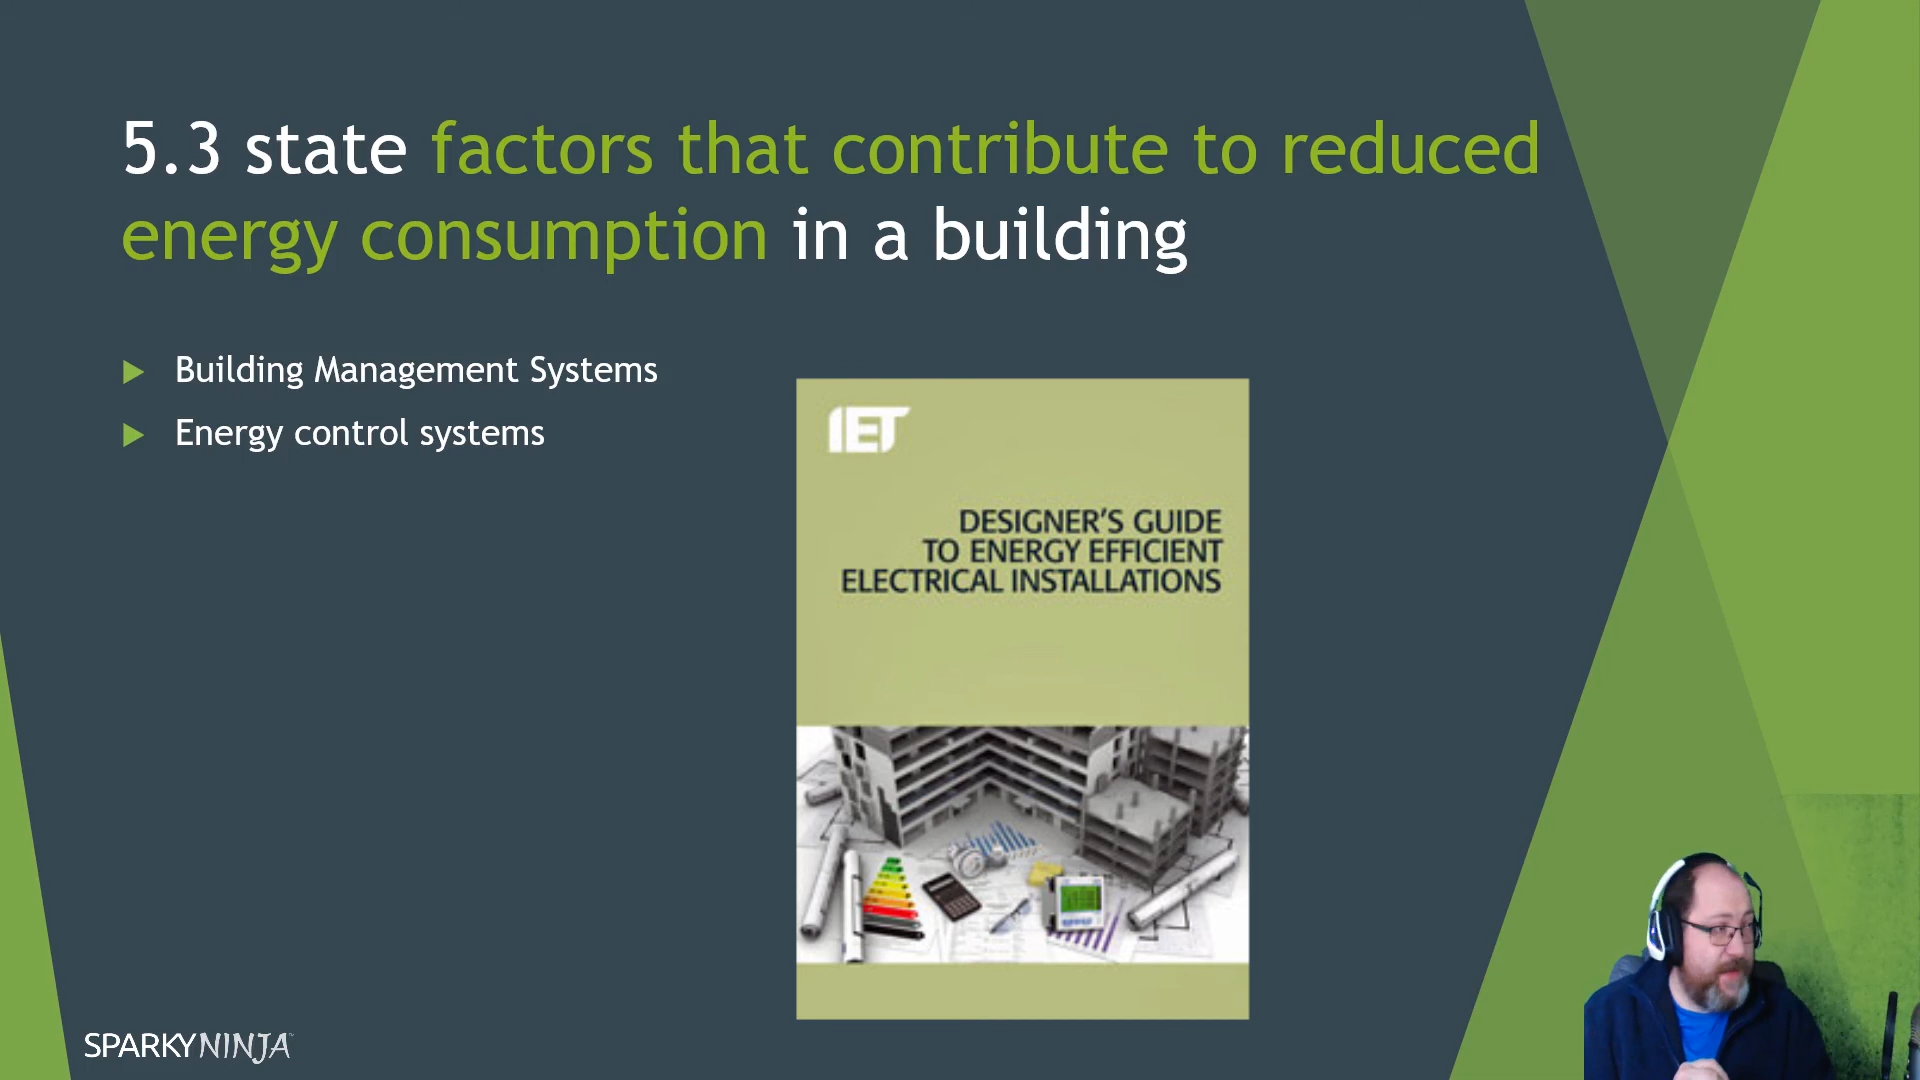 5.3 state factors that contribute to reduced
energy consumption in a building
Building Management Systems
Energy control systems
IET
DESIGNER'S GUIDE
TO ENERGY EFFICIENT
ELECTRICAL INSTALLATIONS
SPARKYNINJA